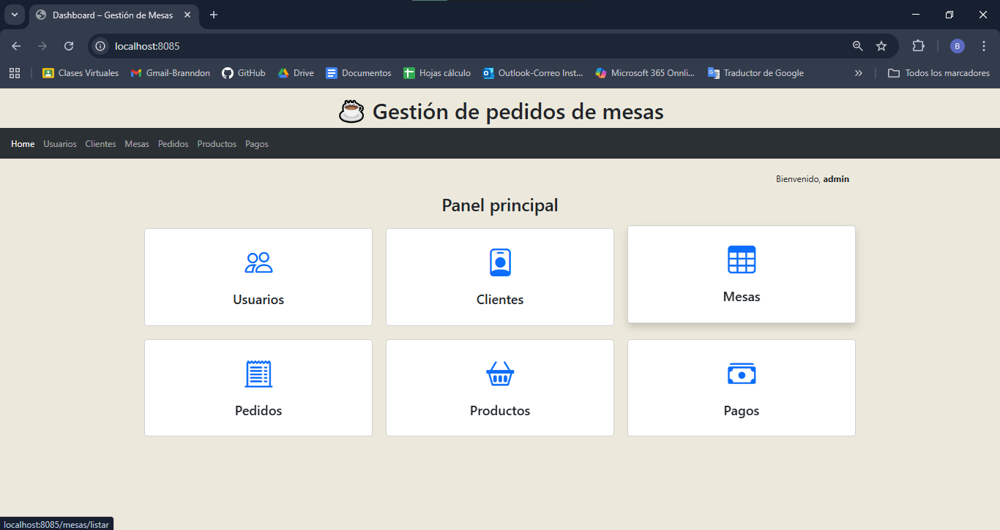 Dashboard – Gestión de Mesas
localhost:8085
B
Clases Virtuales Gmail-Branndon GitHub Drive Documentos Hojas cálculo Outlook-Correo Inst... Microsoft 365 Onnli... Traductor de Google » Todos los marcadores
Gestión de pedidos de mesas
Home Usuarios Clientes Mesas Pedidos Productos Pagos
Bienvenido, admin
Panel principal
Usuarios
Clientes
Mesas
Pedidos
Productos
Pagos
localhost:8085/mesas/listar